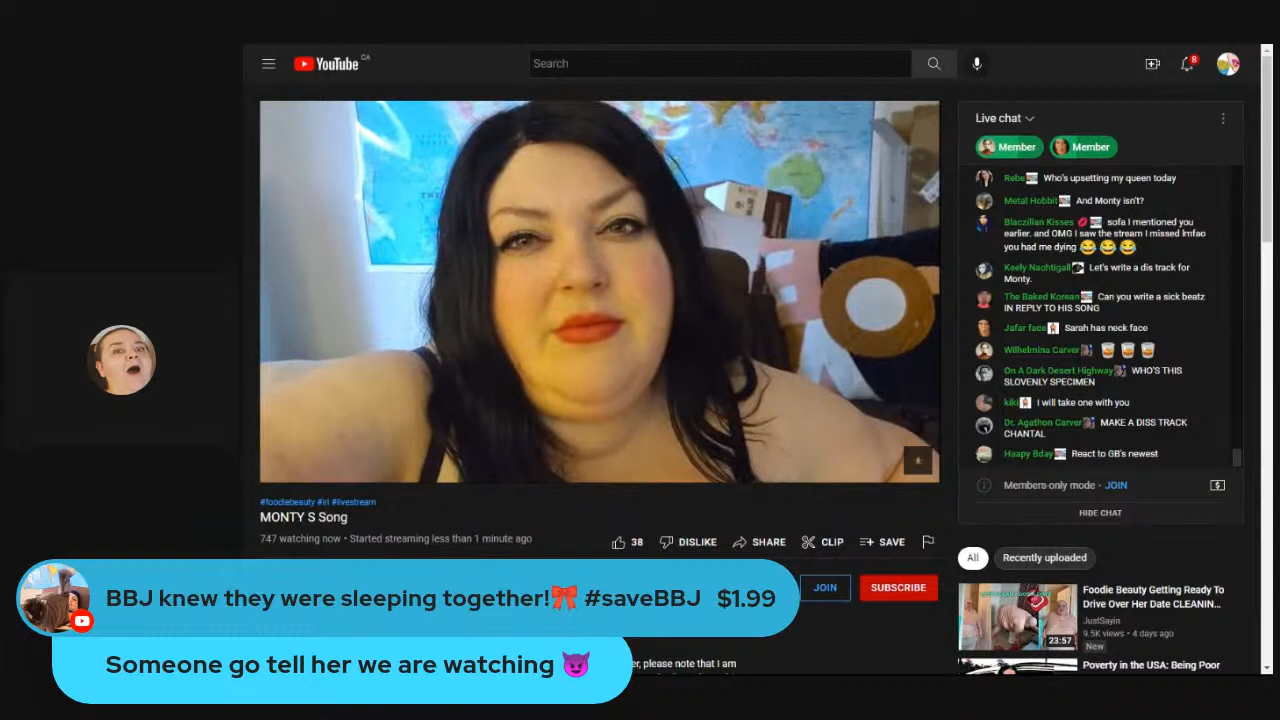 YouTube CA
Search
8
Live chat
Member
Member
Rebe Who's upsetting my queen today
Metal Hobbit And Monty isn't?
Blaczilian Kisses 💋 sofa I mentioned you
earlier. and OMG I saw the stream I missed lmfao
you had me dying 😂 😂 😂
Keely Nachtigall Let's write a dis track for
Monty.
The Baked Korean Can you write a sick beatz
IN REPLY TO HIS SONG
Jafar face Sarah has neck face
Wilhelmina Carver 🥃 🥃 🥃
On A Dark Desert Highway WHO'S THIS
SLOVENLY SPECIMEN
kiki I will take one with you
Dr. Agathon Carver MAKE A DISS TRACK
CHANTAL
Haapy Bday React to GB's newest
Members-only mode · JOIN
HIDE CHAT
#foodiebeauty #irl #livestream
MONTY S Song
747 watching now • Started streaming less than 1 minute ago
38 DISLIKE SHARE CLIP SAVE
JOIN SUBSCRIBE
BBJ knew they were sleeping together!🎀 #saveBBJ $1.99
Someone go tell her we are watching 😈
er, please note that I am
All Recently uploaded
23:57
Foodie Beauty Getting Ready To
Drive Over Her Date CLEANIN...
JustSayin
9.5K views • 4 days ago
New
Poverty in the USA: Being Poor